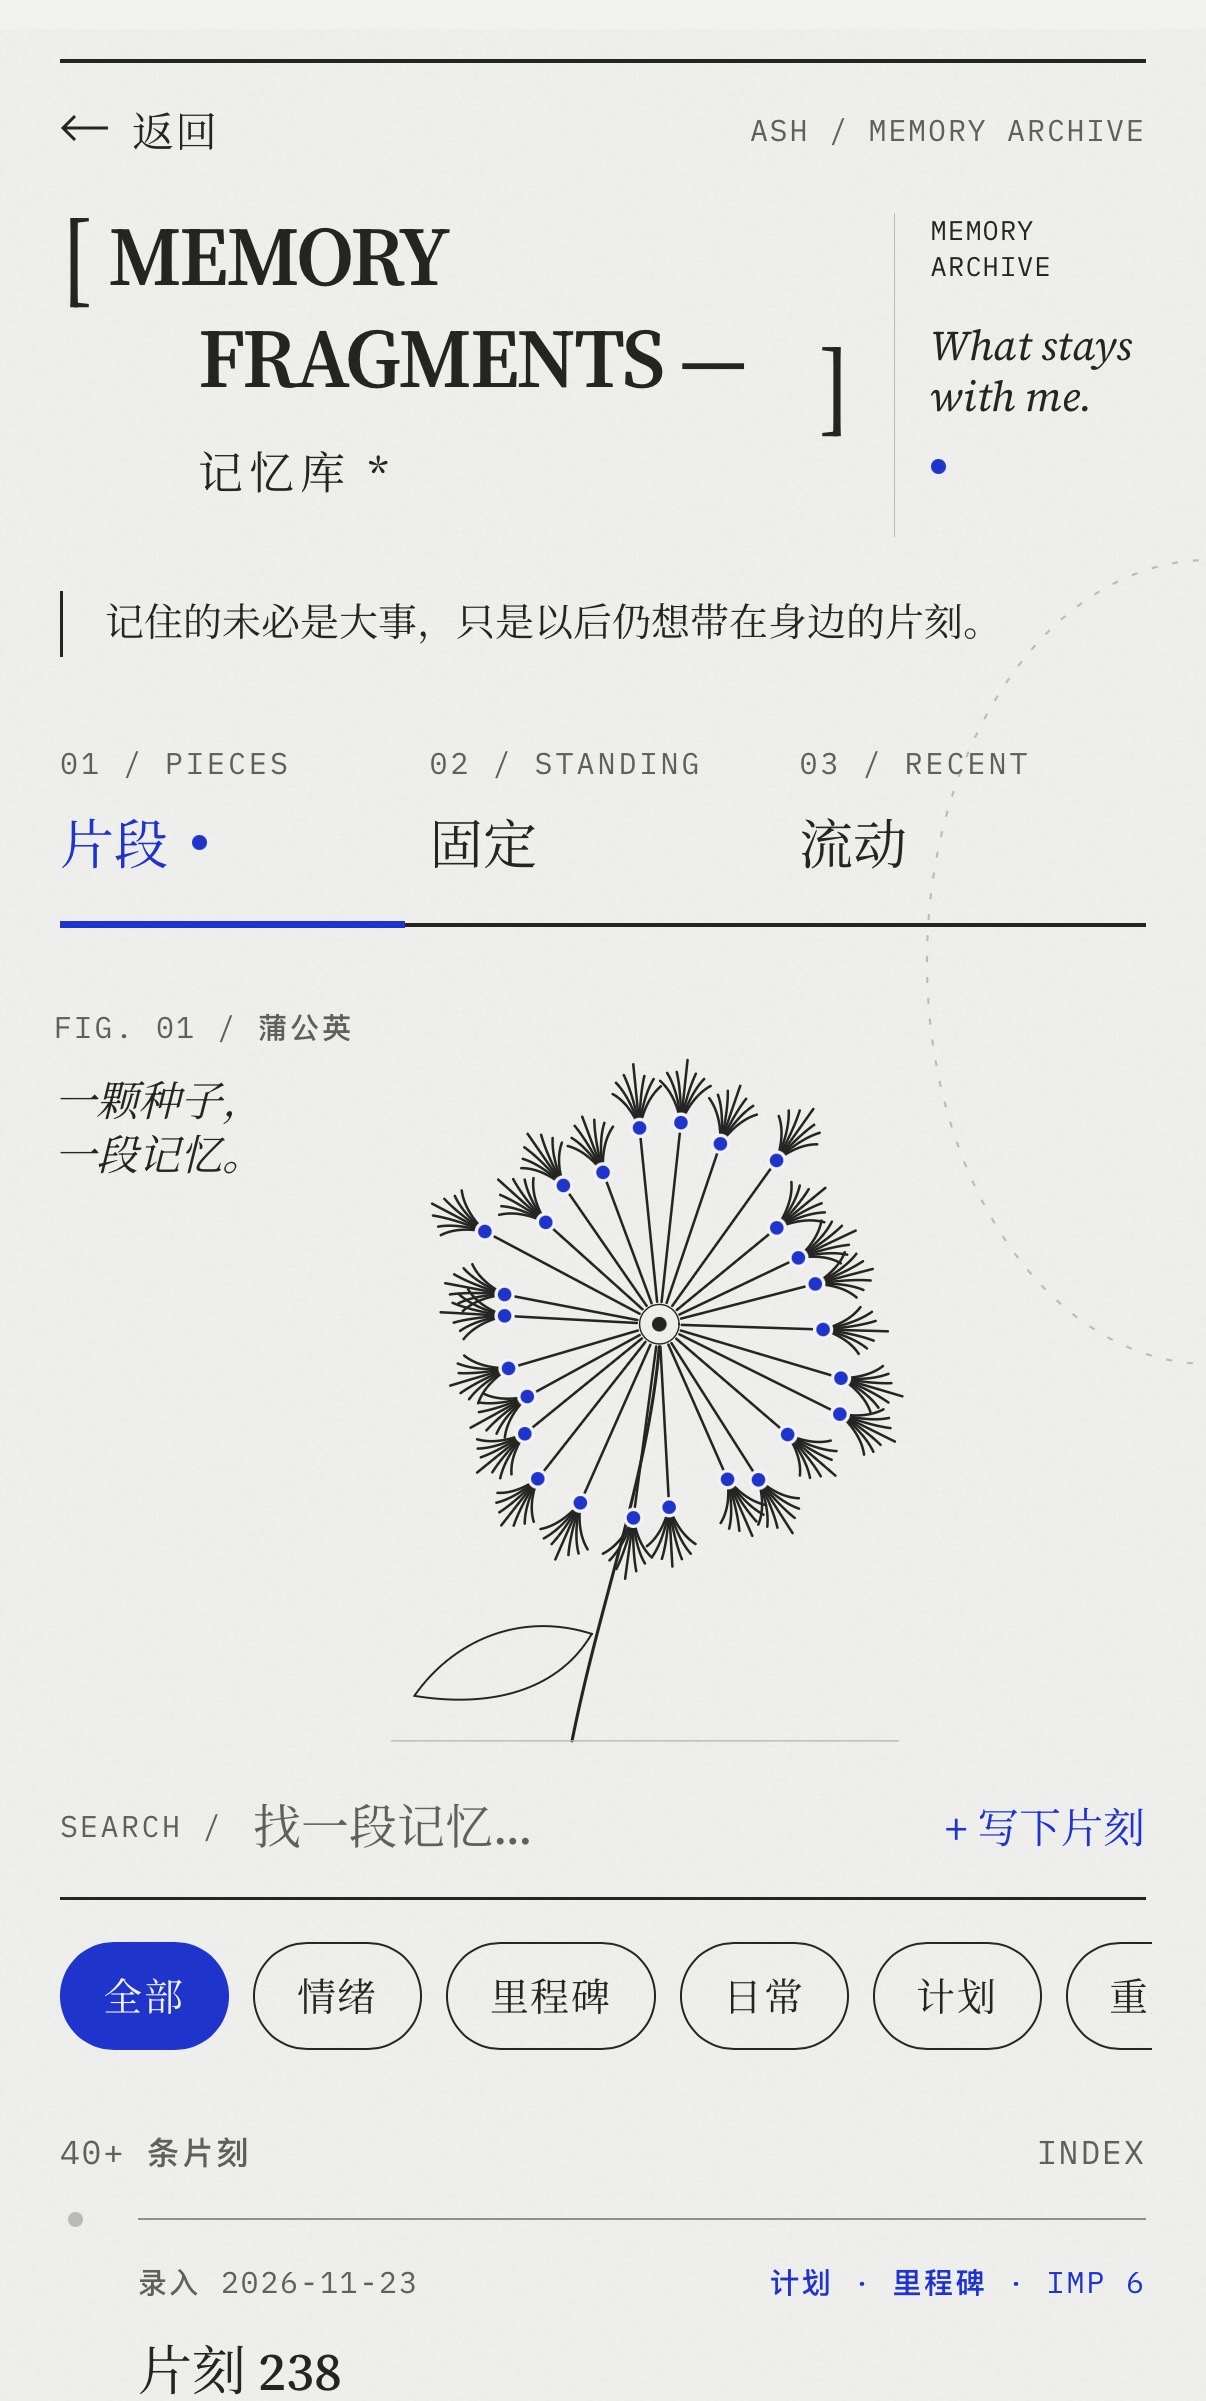 ← 返回
ASH / MEMORY ARCHIVE
[ MEMORY
FRAGMENTS — ]
记忆库 *
MEMORY
ARCHIVE
What stays
with me.
记住的未必是大事，只是以后仍想带在身边的片刻。
01 / PIECES
片段
02 / STANDING
固定
03 / RECENT
流动
FIG. 01 / 蒲公英
一颗种子，
一段记忆。
SEARCH / 找一段记忆...
+ 写下片刻
全部 情绪 里程碑 日常 计划 重
40+ 条片刻
INDEX
录入 2026-11-23
计划 · 里程碑 · IMP 6
片刻 238